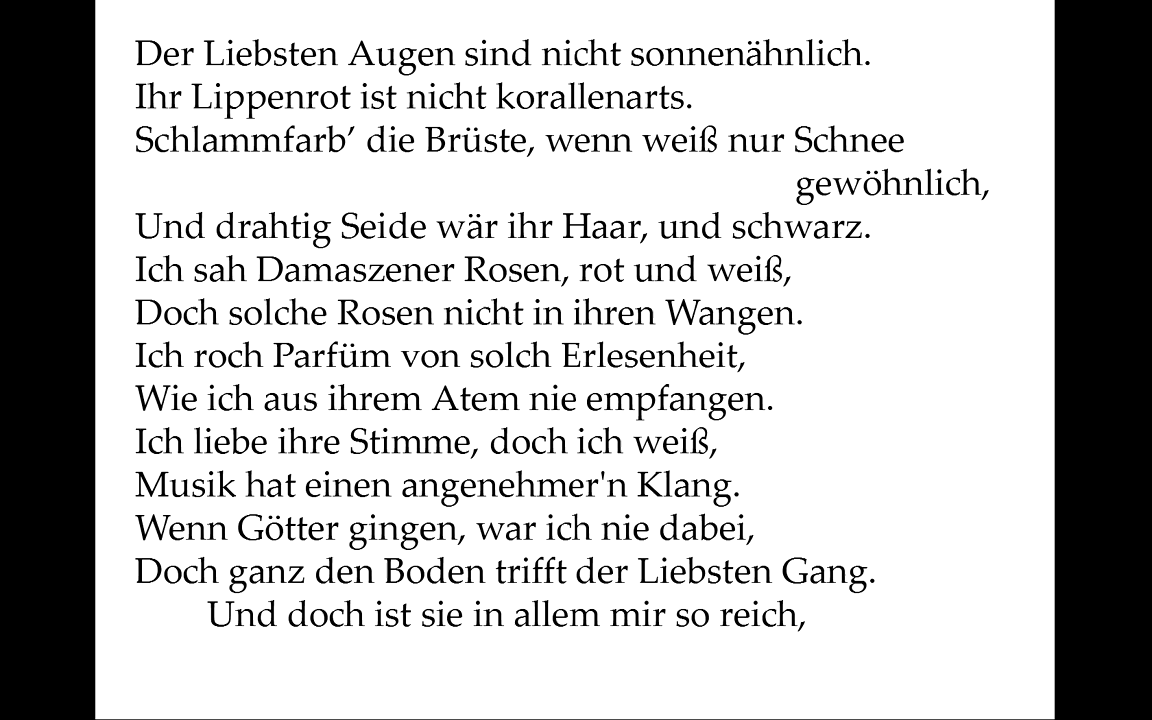 Der Liebsten Augen sind nicht sonnenähnlich.
Ihr Lippenrot ist nicht korallenarts.
Schlammfarb’ die Brüste, wenn weiß nur Schnee
gewöhnlich,
Und drahtig Seide wär ihr Haar, und schwarz.
Ich sah Damaszener Rosen, rot und weiß,
Doch solche Rosen nicht in ihren Wangen.
Ich roch Parfüm von solch Erlesenheit,
Wie ich aus ihrem Atem nie empfangen.
Ich liebe ihre Stimme, doch ich weiß,
Musik hat einen angenehmer'n Klang.
Wenn Götter gingen, war ich nie dabei,
Doch ganz den Boden trifft der Liebsten Gang.
Und doch ist sie in allem mir so reich,